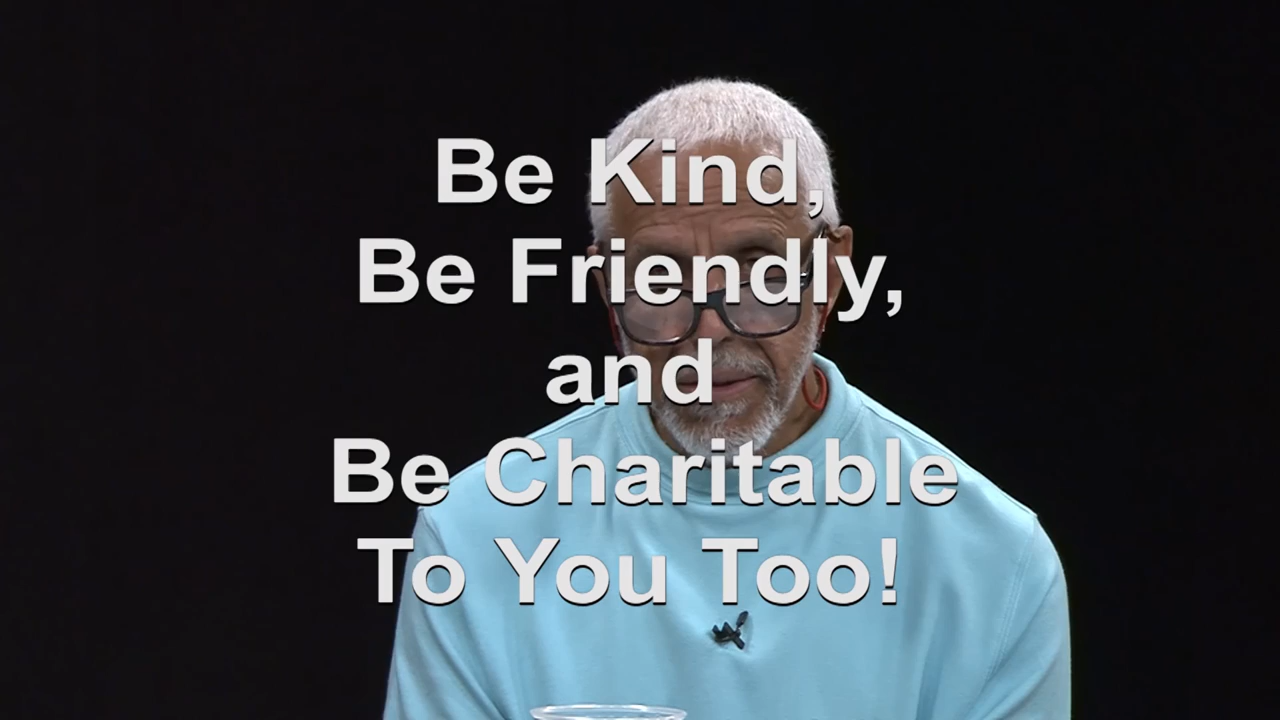 Be Kind,
Be Friendly,
and
Be Charitable
To You Too!